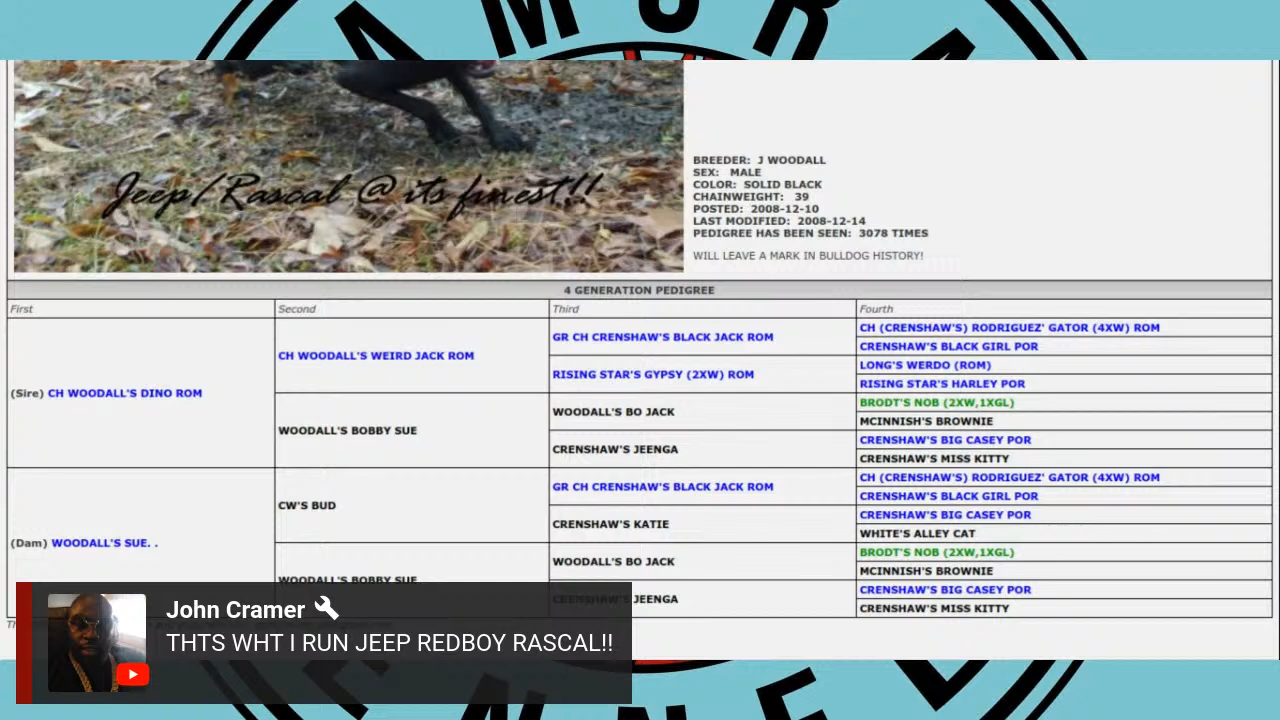 AMURA
Jeep/Rascal @ its finest!!
BREEDER: J WOODALL
SEX: MALE
COLOR: SOLID BLACK
CHAINWEIGHT: 39
POSTED: 2008-12-10
LAST MODIFIED: 2008-12-14
PEDIGREE HAS BEEN SEEN: 3078 TIMES
WILL LEAVE A MARK IN BULLDOG HISTORY!
4 GENERATION PEDIGREE
First Second Third Fourth
(Sire) CH WOODALL'S DINO ROM
CH WOODALL'S WEIRD JACK ROM
GR CH CRENSHAW'S BLACK JACK ROM
CH (CRENSHAW'S) RODRIGUEZ' GATOR (4XW) ROM
CRENSHAW'S BLACK GIRL POR
RISING STAR'S GYPSY (2XW) ROM
LONG'S WERDO (ROM)
RISING STAR'S HARLEY POR
WOODALL'S BOBBY SUE
WOODALL'S BO JACK
BRODT'S NOB (2XW,1XGL)
MCINNISH'S BROWNIE
CRENSHAW'S JEENGA
CRENSHAW'S BIG CASEY POR
CRENSHAW'S MISS KITTY
(Dam) WOODALL'S SUE. .
CW'S BUD
GR CH CRENSHAW'S BLACK JACK ROM
CH (CRENSHAW'S) RODRIGUEZ' GATOR (4XW) ROM
CRENSHAW'S BLACK GIRL POR
CRENSHAW'S KATIE
CRENSHAW'S BIG CASEY POR
WHITE'S ALLEY CAT
WOODALL'S BOBBY SUE
WOODALL'S BO JACK
BRODT'S NOB (2XW,1XGL)
MCINNISH'S BROWNIE
CRENSHAW'S JEENGA
CRENSHAW'S BIG CASEY POR
CRENSHAW'S MISS KITTY
John Cramer
THTS WHT I RUN JEEP REDBOY RASCAL!!